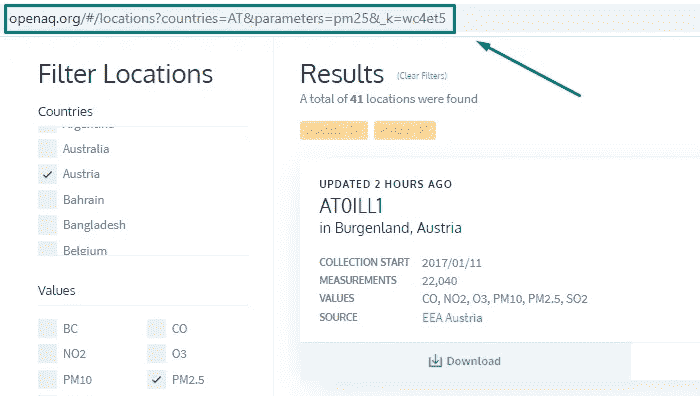 openaq.org/#/locations?countries=AT&parameters=pm25&_k=wc4et5
Filter Locations
Countries
Argentina
Australia
Austria
Bahrain
Bangladesh
Belgium
Values
BC
CO
NO2
O3
PM10
PM2.5
Results (Clear Filters)
A total of 41 locations were found
UPDATED 2 HOURS AGO
AT0ILL1
in Burgenland, Austria
COLLECTION START 2017/01/11
MEASUREMENTS 22,040
VALUES CO, NO2, O3, PM10, PM2.5, SO2
SOURCE EEA Austria
Download